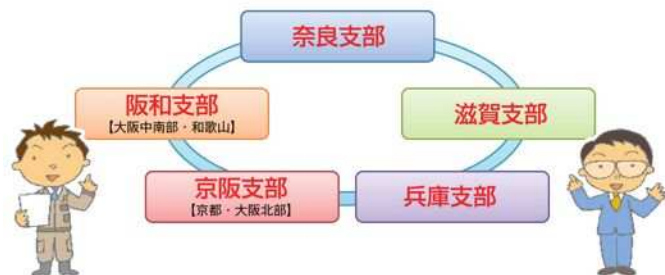 奈良支部
阪和支部
【大阪中南部・和歌山】
滋賀支部
京阪支部
【京都・大阪北部】
兵庫支部